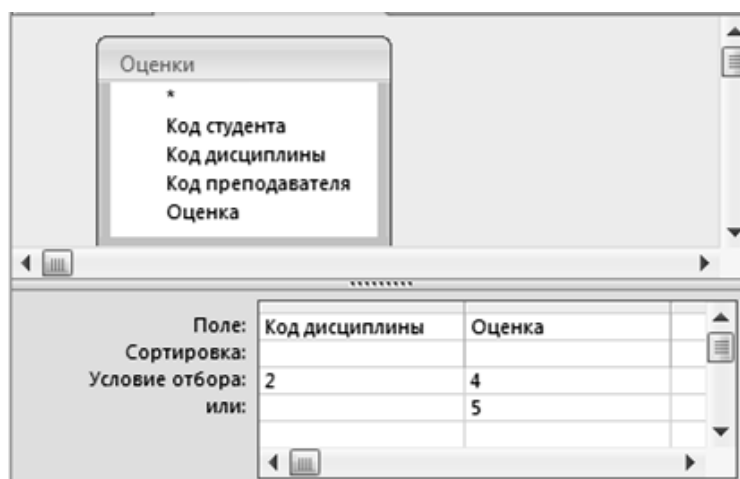 Оценки
*
Код студента
Код дисциплины
Код преподавателя
Оценка
Поле: Код дисциплины Оценка
Сортировка:
Условие отбора: 2 4
или: 5